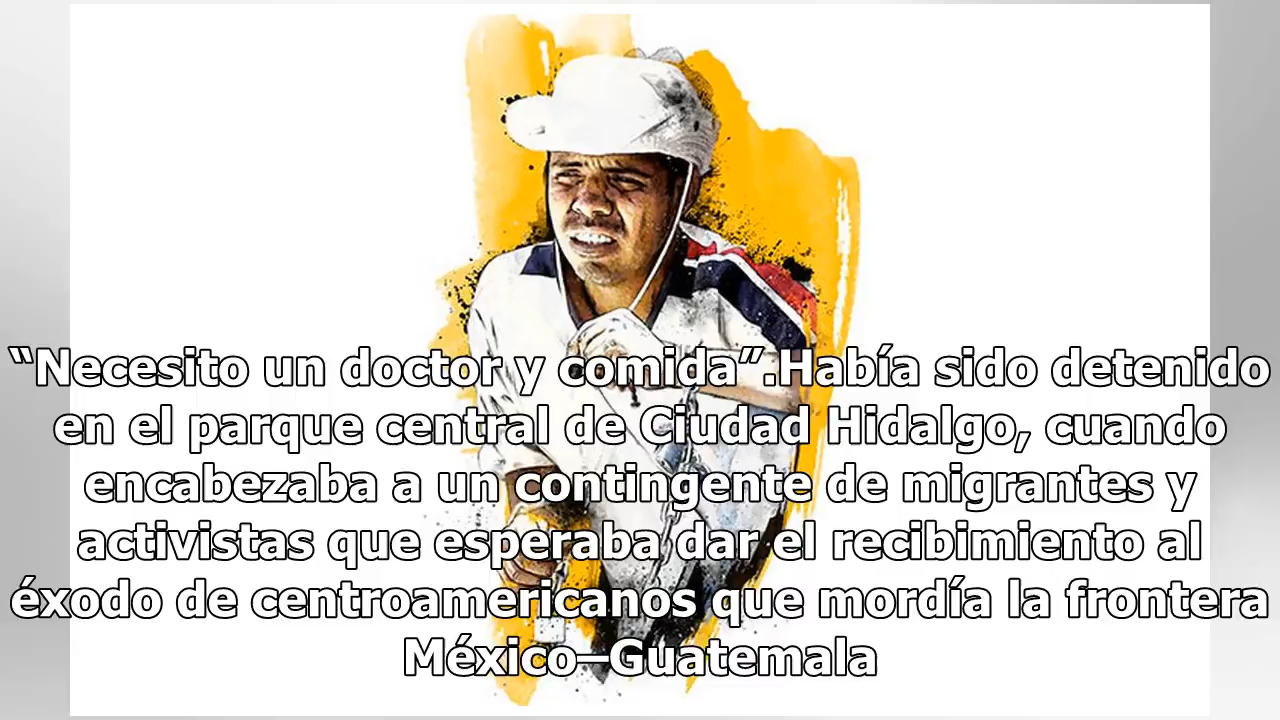 “Necesito un doctor y comida”.Había sido detenido
en el parque central de Ciudad Hidalgo, cuando
encabezaba a un contingente de migrantes y
activistas que esperaba dar el recibimiento al
éxodo de centroamericanos que mordía la frontera
México–Guatemala